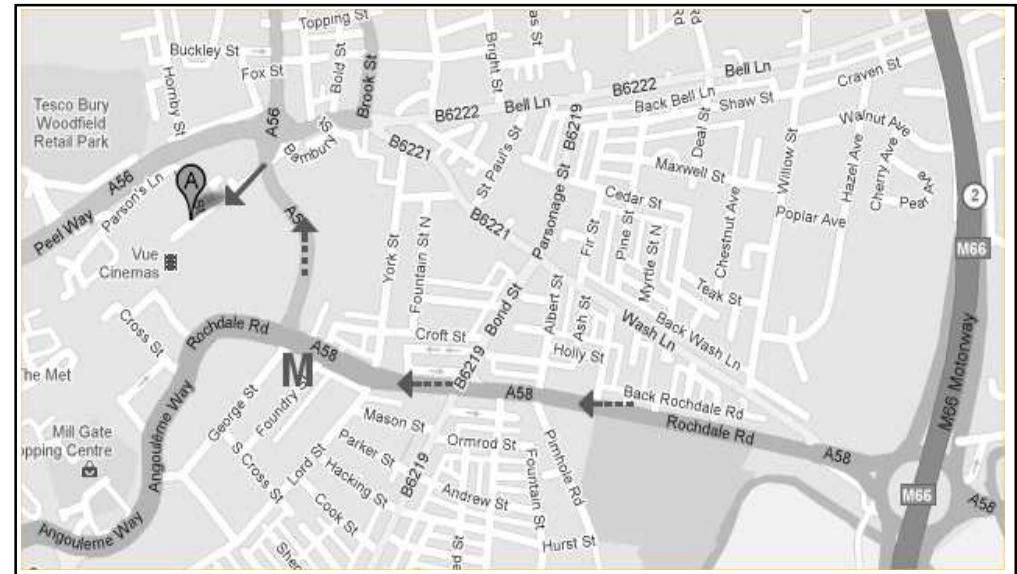 Topping St
Buckley St
Fox St
Bold St
Brook St
Hornby St
A56
Bright St
as St
Rd
Rd
Bell Ln
Craven St
B6222
Bell Ln
B6222
Back Bell Ln
Shaw St
B6219
Deal St
Walnut Ave
Tesco Bury
Woodfield
Retail Park
St
Bambury
B6221
St Paul's St
Maxwell St
Willow St
Hazel Ave
Cherry Ave
Ave
Pear
2
A56
Parson's Ln
A
Peel Way
Cedar St
Poplar Ave
Parsonage St
B6221
York St
Fountain St N
Fir St
Pine St
Myrtle St N
Chestnut Ave
M66
Vue
Cinemas
A5
Teak St
Bond St
Albert St
Ash St
Wash Ln
Back Wash Ln
Cross St
Rochdale Rd
Croft St
Holly St
A58
M
B6219
The Met
A58
Back Rochdale Rd
Rochdale Rd
M66 Motorway
George St
Foundry St
Mason St
Angouleme Way
Mill Gate
opping Centre
S Cross St
Lord St
Parker St
Hacking St
B6219
Ormrod St
Pimhole Rd
Fountain St
A58
M66
A58
Cook St
Andrew St
Angouleme Way
Hurst St
She
pe St